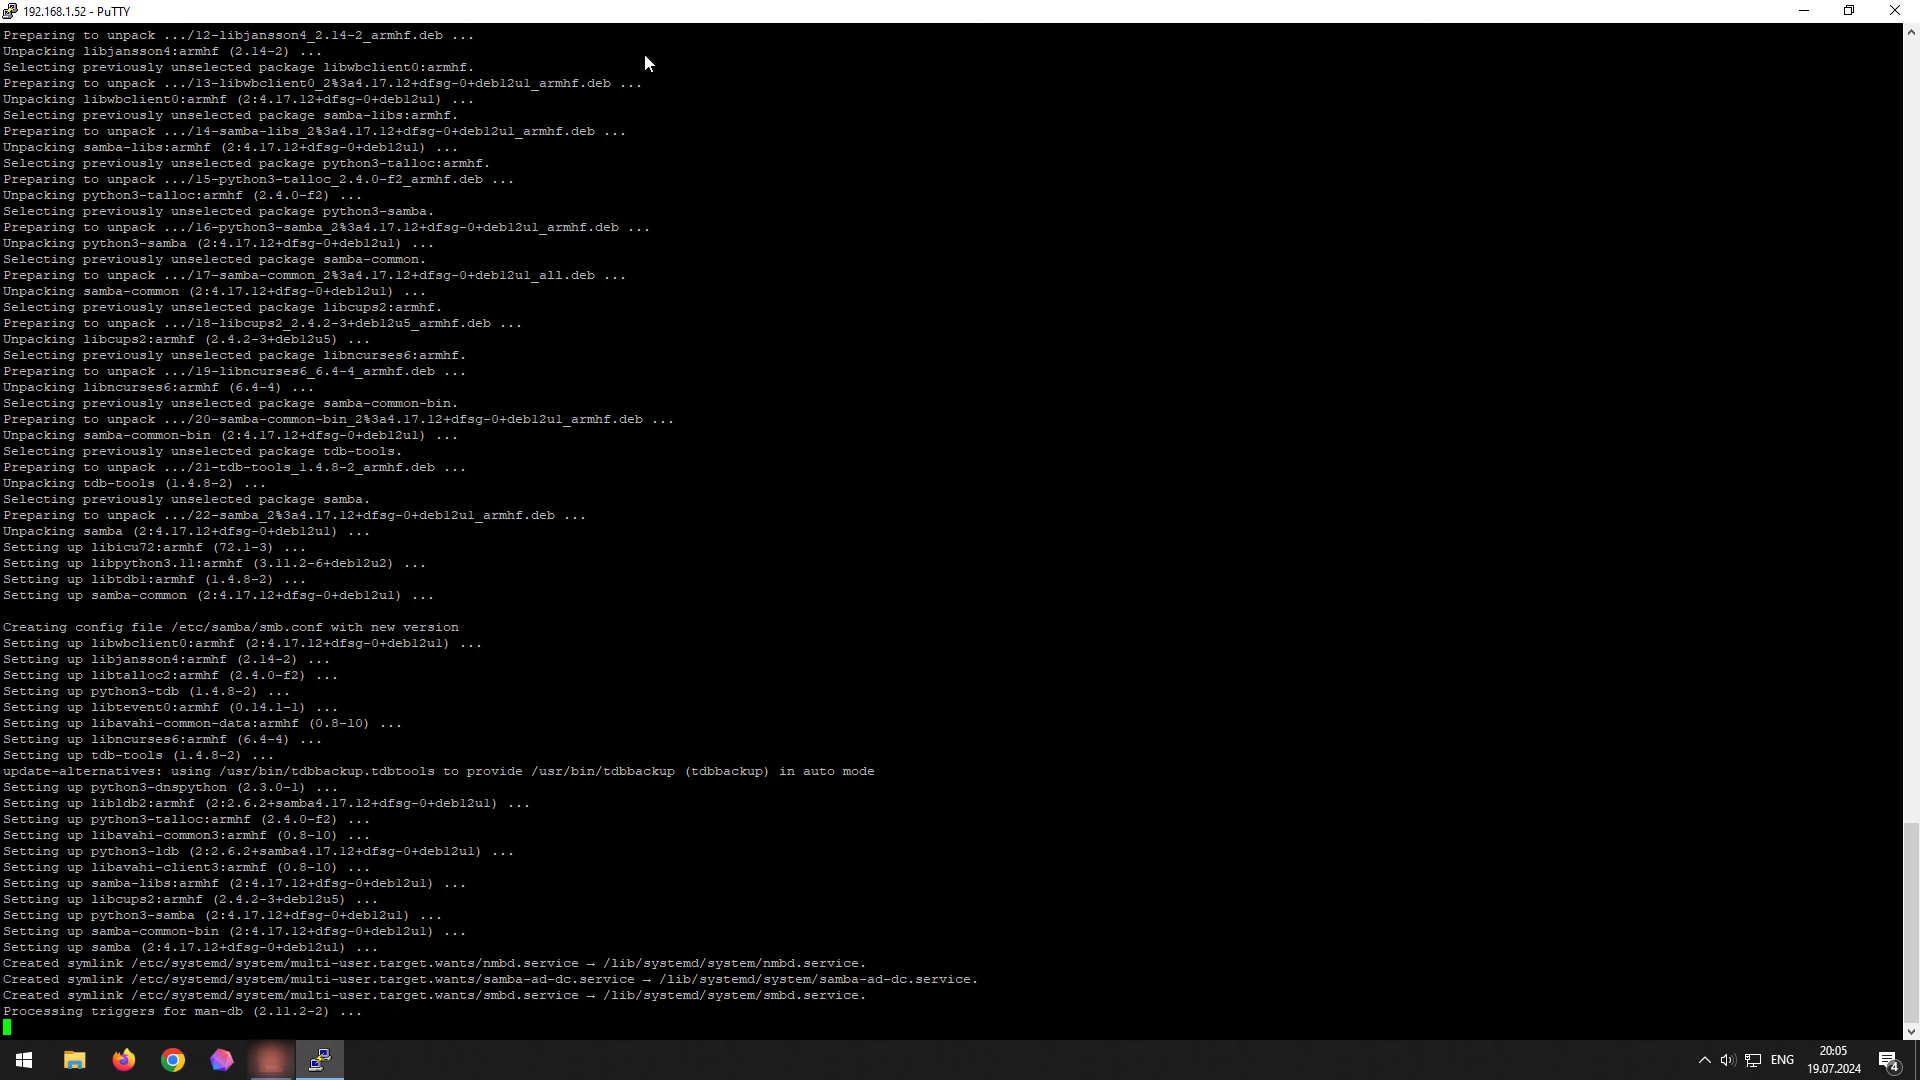 192.168.1.52 - PuTTY
Preparing to unpack .../12-libjansson4_2.14-2_armhf.deb ...
Unpacking libjansson4:armhf (2.14-2) ...
Selecting previously unselected package libwbclient0:armhf.
Preparing to unpack .../13-libwbclient0_2%3a4.17.12+dfsg-0+deb12u1_armhf.deb ...
Unpacking libwbclient0:armhf (2:4.17.12+dfsg-0+deb12u1) ...
Selecting previously unselected package samba-libs:armhf.
Preparing to unpack .../14-samba-libs_2%3a4.17.12+dfsg-0+deb12u1_armhf.deb ...
Unpacking samba-libs:armhf (2:4.17.12+dfsg-0+deb12u1) ...
Selecting previously unselected package python3-talloc:armhf.
Preparing to unpack .../15-python3-talloc_2.4.0-f2_armhf.deb ...
Unpacking python3-talloc:armhf (2.4.0-f2) ...
Selecting previously unselected package python3-samba.
Preparing to unpack .../16-python3-samba_2%3a4.17.12+dfsg-0+deb12u1_armhf.deb ...
Unpacking python3-samba (2:4.17.12+dfsg-0+deb12u1) ...
Selecting previously unselected package samba-common.
Preparing to unpack .../17-samba-common_2%3a4.17.12+dfsg-0+deb12u1_all.deb ...
Unpacking samba-common (2:4.17.12+dfsg-0+deb12u1) ...
Selecting previously unselected package libcups2:armhf.
Preparing to unpack .../18-libcups2_2.4.2-3+deb12u5_armhf.deb ...
Unpacking libcups2:armhf (2.4.2-3+deb12u5) ...
Selecting previously unselected package libncurses6:armhf.
Preparing to unpack .../19-libncurses6_6.4-4_armhf.deb ...
Unpacking libncurses6:armhf (6.4-4) ...
Selecting previously unselected package samba-common-bin.
Preparing to unpack .../20-samba-common-bin_2%3a4.17.12+dfsg-0+deb12u1_armhf.deb ...
Unpacking samba-common-bin (2:4.17.12+dfsg-0+deb12u1) ...
Selecting previously unselected package tdb-tools.
Preparing to unpack .../21-tdb-tools_1.4.8-2_armhf.deb ...
Unpacking tdb-tools (1.4.8-2) ...
Selecting previously unselected package samba.
Preparing to unpack .../22-samba_2%3a4.17.12+dfsg-0+deb12u1_armhf.deb ...
Unpacking samba (2:4.17.12+dfsg-0+deb12u1) ...
Setting up libicu72:armhf (72.1-3) ...
Setting up libpython3.11:armhf (3.11.2-6+deb12u2) ...
Setting up libtdb1:armhf (1.4.8-2) ...
Setting up samba-common (2:4.17.12+dfsg-0+deb12u1) ...
Creating config file /etc/samba/smb.conf with new version
Setting up libwbclient0:armhf (2:4.17.12+dfsg-0+deb12u1) ...
Setting up libjansson4:armhf (2.14-2) ...
Setting up libtalloc2:armhf (2.4.0-f2) ...
Setting up python3-tdb (1.4.8-2) ...
Setting up libtevent0:armhf (0.14.1-1) ...
Setting up libavahi-common-data:armhf (0.8-10) ...
Setting up libncurses6:armhf (6.4-4) ...
Setting up tdb-tools (1.4.8-2) ...
update-alternatives: using /usr/bin/tdbbackup.tdbtools to provide /usr/bin/tdbbackup (tdbbackup) in auto mode
Setting up python3-dnspython (2.3.0-1) ...
Setting up libldb2:armhf (2:2.6.2+samba4.17.12+dfsg-0+deb12u1) ...
Setting up python3-talloc:armhf (2.4.0-f2) ...
Setting up libavahi-common3:armhf (0.8-10) ...
Setting up python3-ldb (2:2.6.2+samba4.17.12+dfsg-0+deb12u1) ...
Setting up libavahi-client3:armhf (0.8-10) ...
Setting up samba-libs:armhf (2:4.17.12+dfsg-0+deb12u1) ...
Setting up libcups2:armhf (2.4.2-3+deb12u5) ...
Setting up python3-samba (2:4.17.12+dfsg-0+deb12u1) ...
Setting up samba-common-bin (2:4.17.12+dfsg-0+deb12u1) ...
Setting up samba (2:4.17.12+dfsg-0+deb12u1) ...
Created symlink /etc/systemd/system/multi-user.target.wants/nmbd.service → /lib/systemd/system/nmbd.service.
Created symlink /etc/systemd/system/multi-user.target.wants/samba-ad-dc.service → /lib/systemd/system/samba-ad-dc.service.
Created symlink /etc/systemd/system/multi-user.target.wants/smbd.service → /lib/systemd/system/smbd.service.
Processing triggers for man-db (2.11.2-2) ...
ENG
20:05
19.07.2024
4